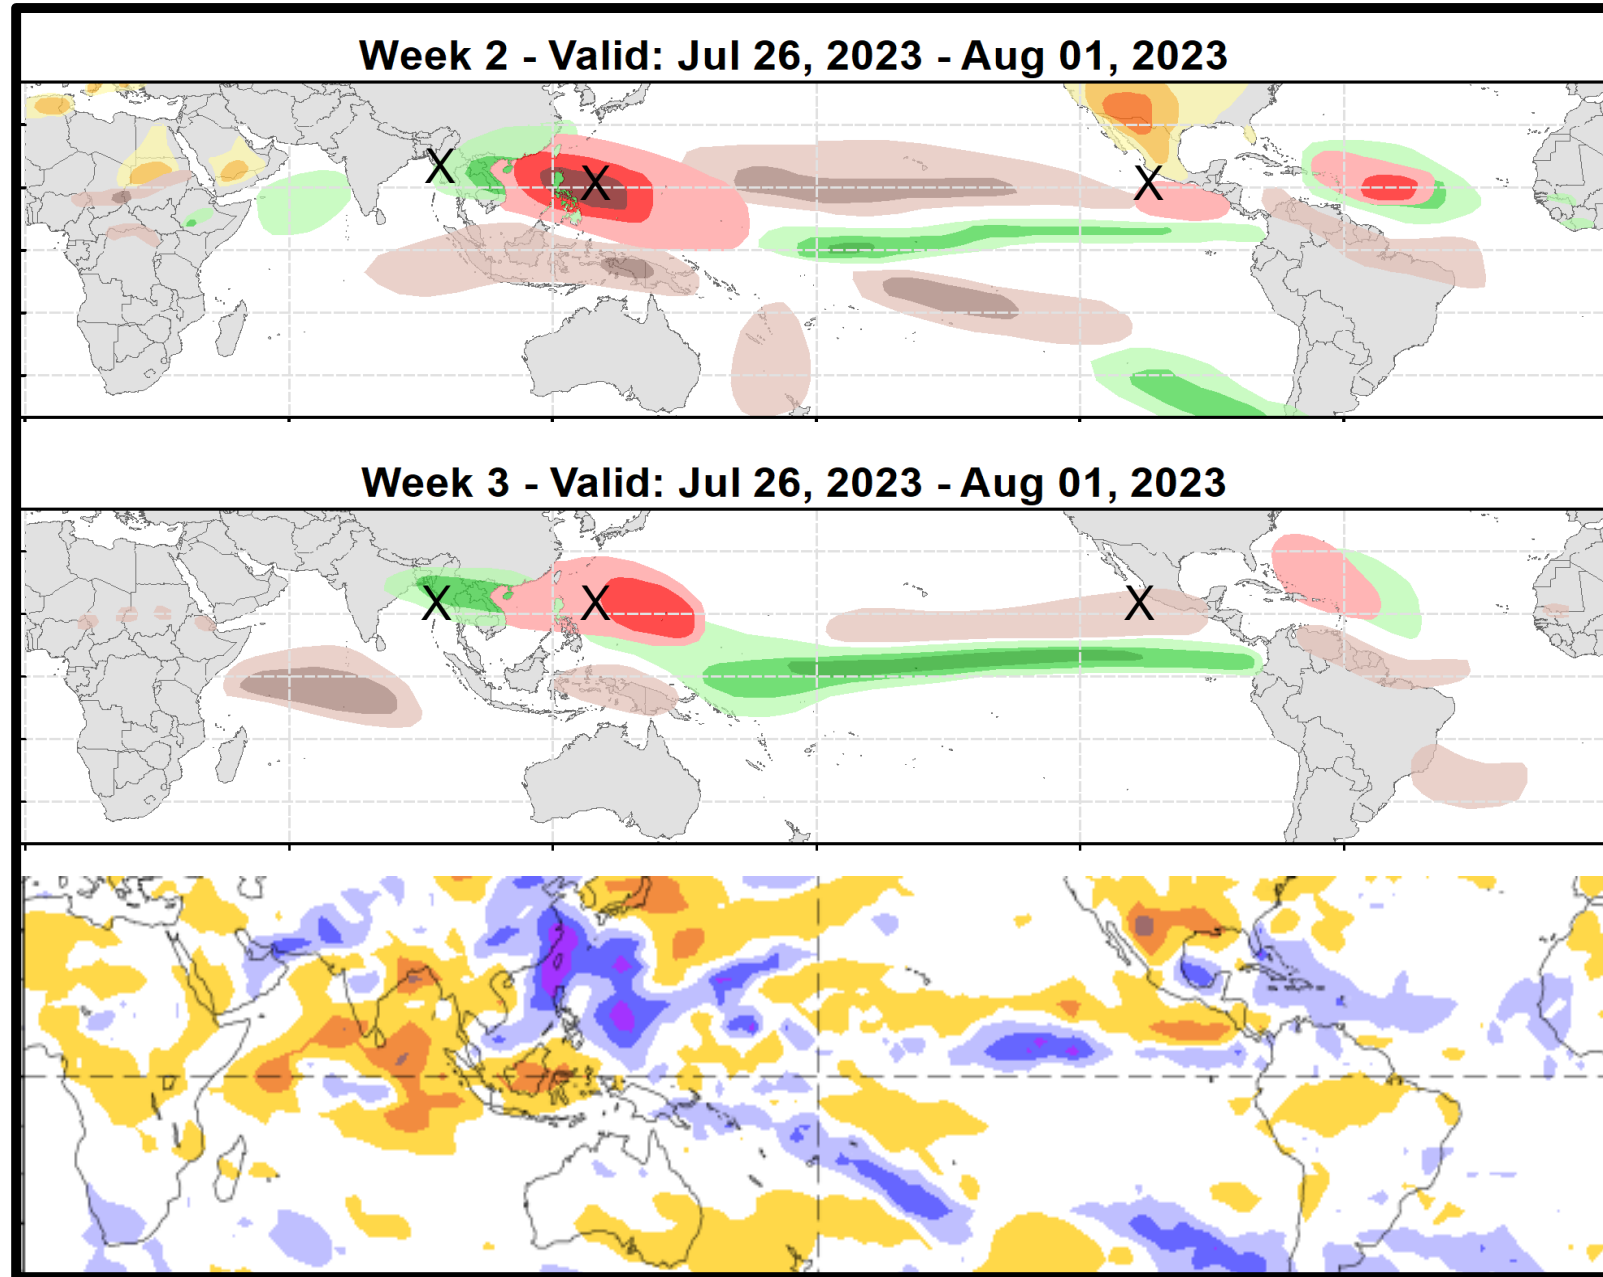 Week 2 - Valid: Jul 26, 2023 - Aug 01, 2023
X
X
X
Week 3 - Valid: Jul 26, 2023 - Aug 01, 2023
X
X
X